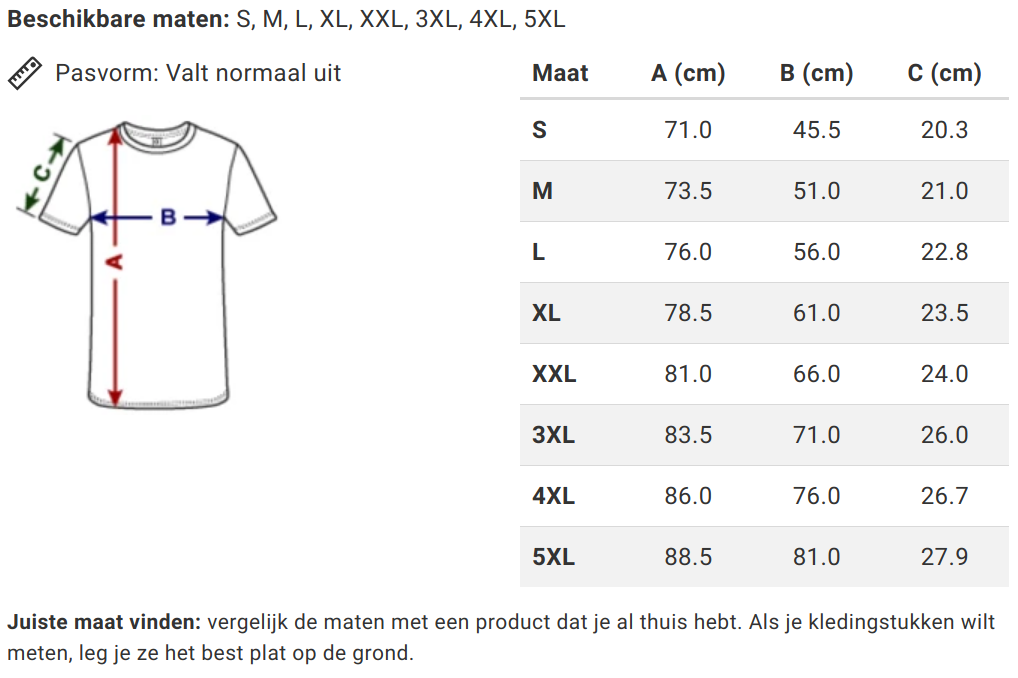 Beschikbare maten: S, M, L, XL, XXL, 3XL, 4XL, 5XL
Pasvorm: Valt normaal uit
C
B
A
Maat A (cm) B (cm) C (cm)
S 71.0 45.5 20.3
M 73.5 51.0 21.0
L 76.0 56.0 22.8
XL 78.5 61.0 23.5
XXL 81.0 66.0 24.0
3XL 83.5 71.0 26.0
4XL 86.0 76.0 26.7
5XL 88.5 81.0 27.9
Juiste maat vinden: vergelijk de maten met een product dat je al thuis hebt. Als je kledingstukken wilt
meten, leg je ze het best plat op de grond.